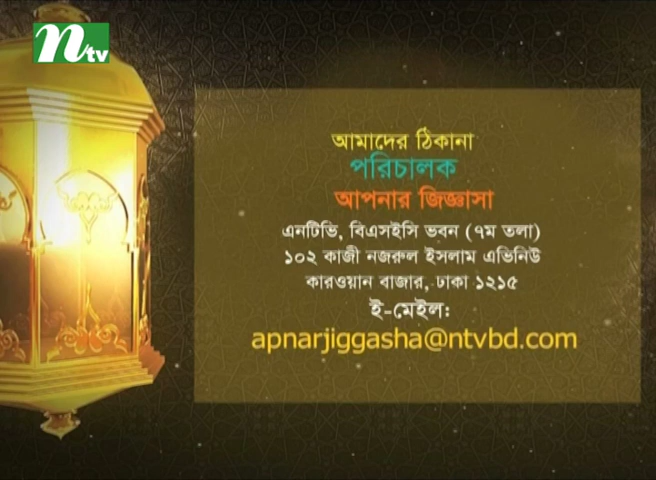 ntv
আমাদের ঠিকানা
পরিচালক
আপনার জিজ্ঞাসা
এনটিভি, বিএসইসি ভবন (৭ম তলা)
১০২ কাজী নজরুল ইসলাম এভিনিউ
কারওয়ান বাজার, ঢাকা ১২১৫
ই-মেইল:
apnarjiggasha@ntvbd.com